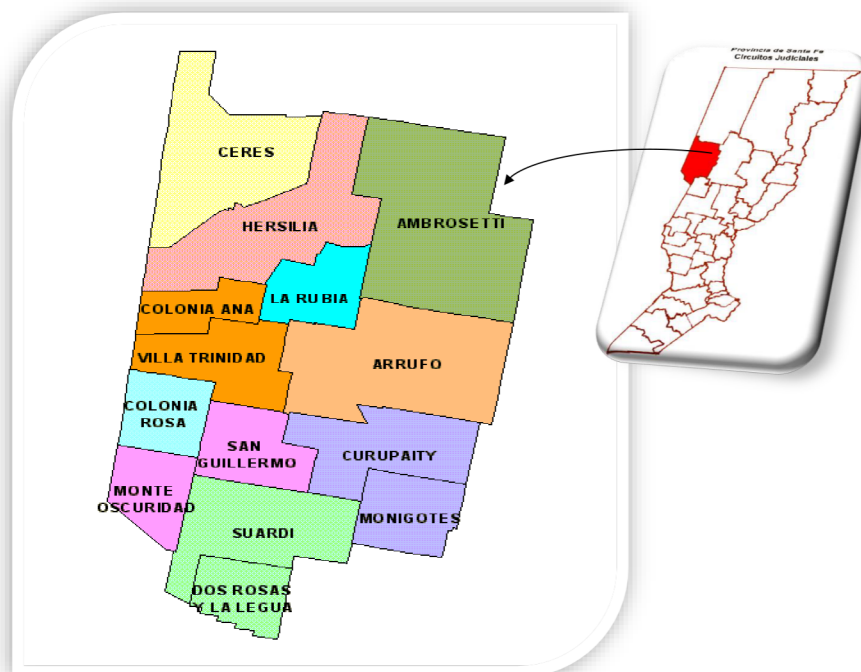 Provincia de Santa Fe
Circuitos Judiciales
CERES
HERSILIA
AMBROSETTI
LA RUBIA
COLONIA ANA
VILLA TRINIDAD
ARRUFO
COLONIA
ROSA
SAN
GUILLERMO
CURUPAITY
MONTE
OSCURIDAD
MONIGOTES
SUARDI
DOS ROSAS
Y LA LEGUA